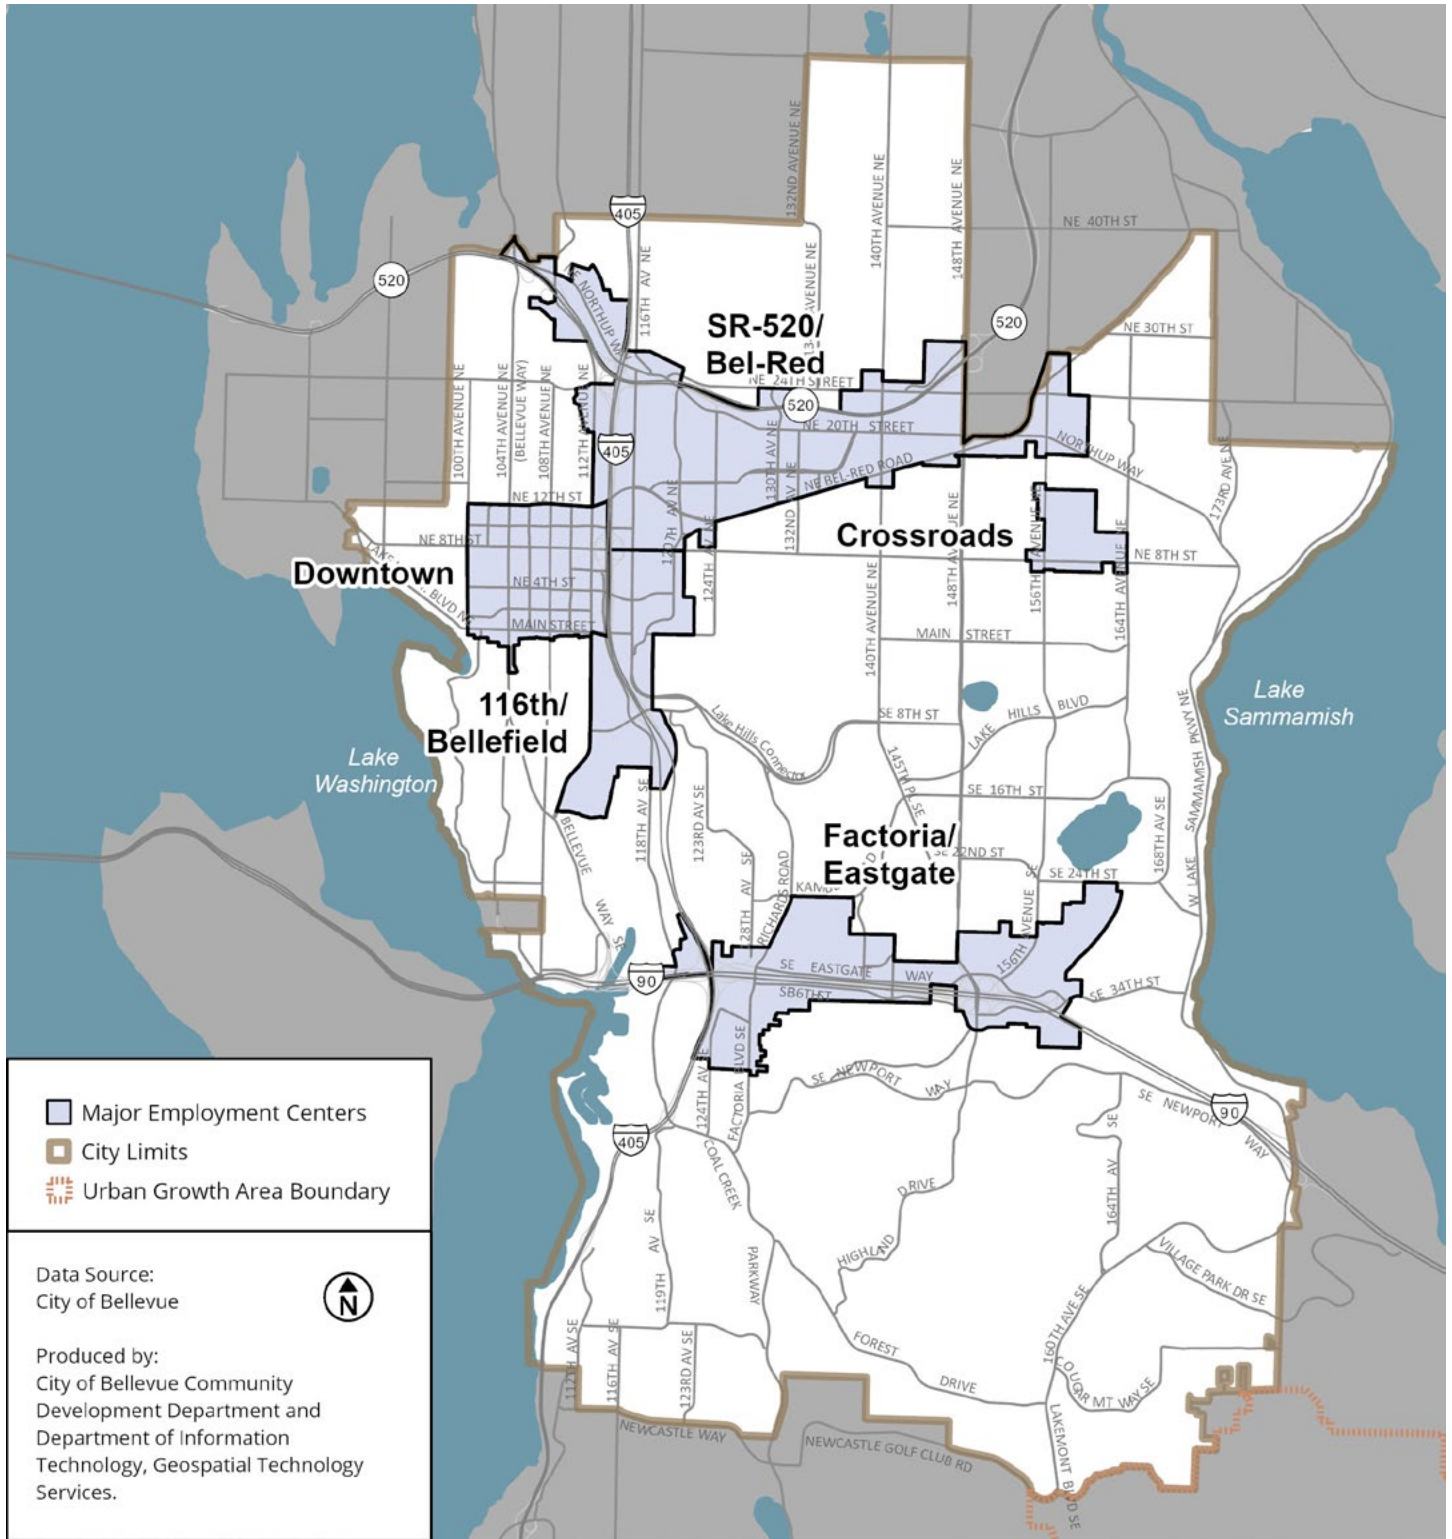 132ND AVENUE NE
140TH AVENUE NE
148TH AVENUE NE
405
NE 40TH ST
520
116TH AV NE
NE NORTHUP WAY
SR-520/
Bel-Red
520
NE 30TH ST
NE 24TH STREET
520
100TH AVENUE NE
104TH AVENUE NE
(BELLEVUE WAY)
108TH AVENUE NE
112TH AVENUE NE
405
NE 20TH STREET
NE BEL-RED ROAD
NORTHUP WAY
130TH AV NE
132ND AV NE
173RD AVE NE
NE 12TH ST
120TH AV NE
124TH AV NE
148TH AVENUE NE
156TH AVENUE NE
164TH AVENUE NE
Crossroads
NE 8TH ST
NE 8TH ST
Downtown
NE 4TH ST
BLVD NE
MAIN STREET
140TH AVENUE NE
MAIN STREET
116th/
Bellefield
Lake
Washington
Lake Hills Connector
SE 8TH ST
LAKE HILLS BLVD
Lake
Sammamish
W LAKE SAMMAMISH PKWY NE
145TH PL SE
SE 16TH ST
118TH AV SE
123RD AV SE
BELLEVUE WAY SE
128TH AV SE
RICHARDS ROAD
Factoria/
Eastgate
SE 22ND ST
SE 24TH ST
168TH AV SE
156TH AVENUE SE
90
SE EASTGATE WAY
SE 34TH ST
124TH AV SE
FACTORIA BLVD SE
FACTORIA
SE NEWPORT WAY
SE NEWPORT WAY
90
405
COAL CREEK PARKWAY
164TH AV SE
HIGHLAND DRIVE
VILLAGE PARK DR SE
119TH AV SE
112TH AV SE
116TH AV SE
123RD AV SE
FOREST DRIVE
160TH AVE SE
COUGAR MT WAY SE
LAKEMONT BLVD SE
NEWCASTLE WAY
NEWCASTLE GOLF CLUB RD
Major Employment Centers
City Limits
Urban Growth Area Boundary
Data Source:
City of Bellevue
N
Produced by:
City of Bellevue Community
Development Department and
Department of Information
Technology, Geospatial Technology
Services.